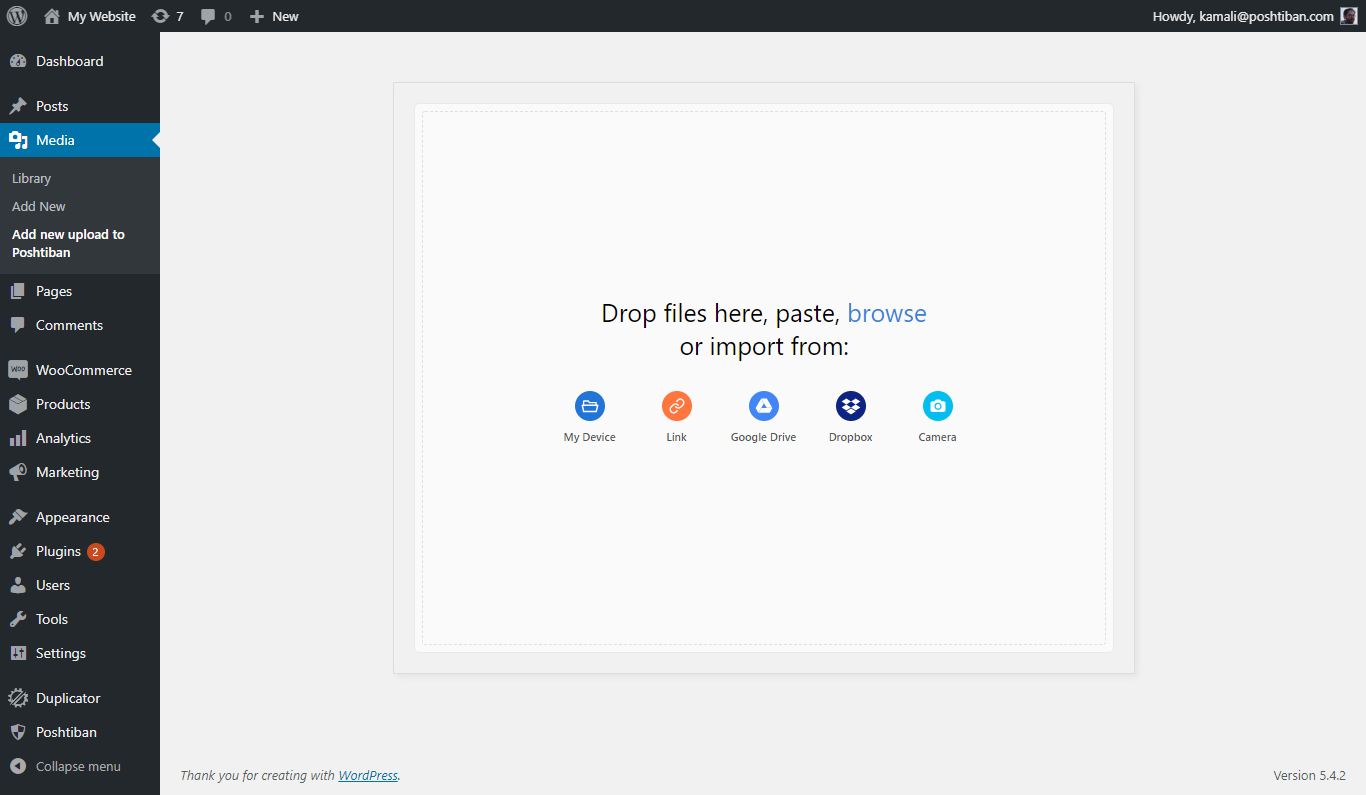 My Website
7
0
New
Howdy, kamali@poshtiban.com
Dashboard
Posts
Media
Library
Add New
Add new upload to
Poshtiban
Pages
Comments
Woo WooCommerce
Products
Analytics
Marketing
Appearance
Plugins 2
Users
Tools
Settings
Duplicator
Poshtiban
Collapse menu
Drop files here, paste, browse
or import from:
My Device
Link
Google Drive
Dropbox
Camera
Thank you for creating with WordPress.
Version 5.4.2